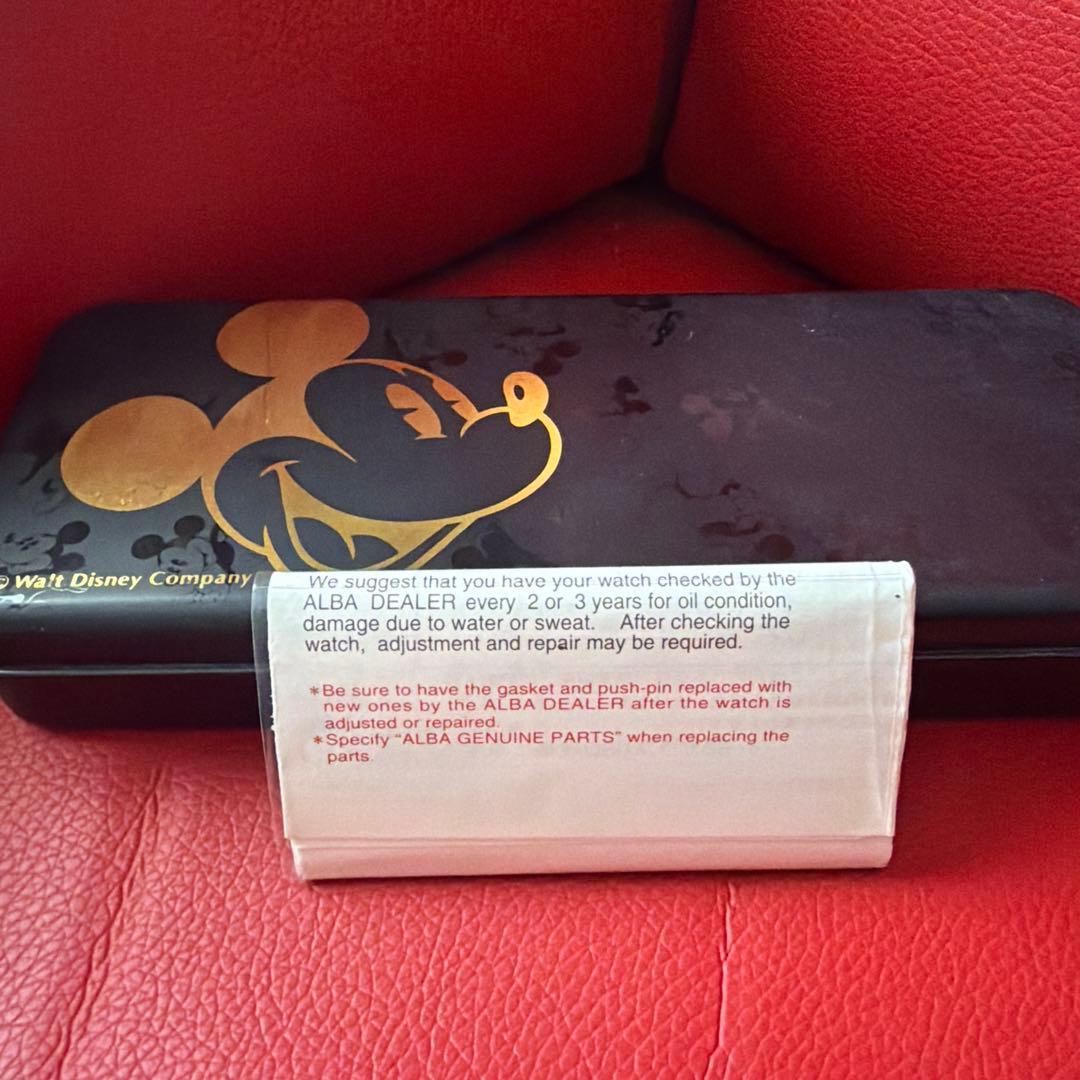 © Walt Disney Company
We suggest that you have your watch checked by the
ALBA DEALER every 2 or 3 years for oil condition,
damage due to water or sweat. After checking the
watch, adjustment and repair may be required.
*Be sure to have the gasket and push-pin replaced with
new ones by the ALBA DEALER after the watch is
adjusted or repaired.
*Specify “ALBA GENUINE PARTS” when replacing the
parts.